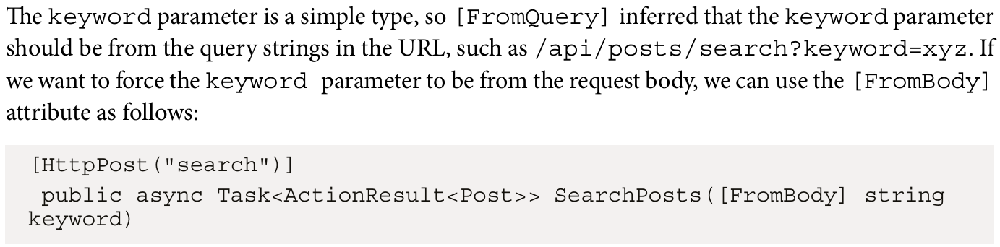 The keyword parameter is a simple type, so [FromQuery] inferred that the keyword parameter
should be from the query strings in the URL, such as /api/posts/search?keyword=xyz. If
we want to force the keyword parameter to be from the request body, we can use the [FromBody]
attribute as follows:
[HttpPost("search")]
public async Task<ActionResult<Post>> SearchPosts([FromBody] string
keyword)